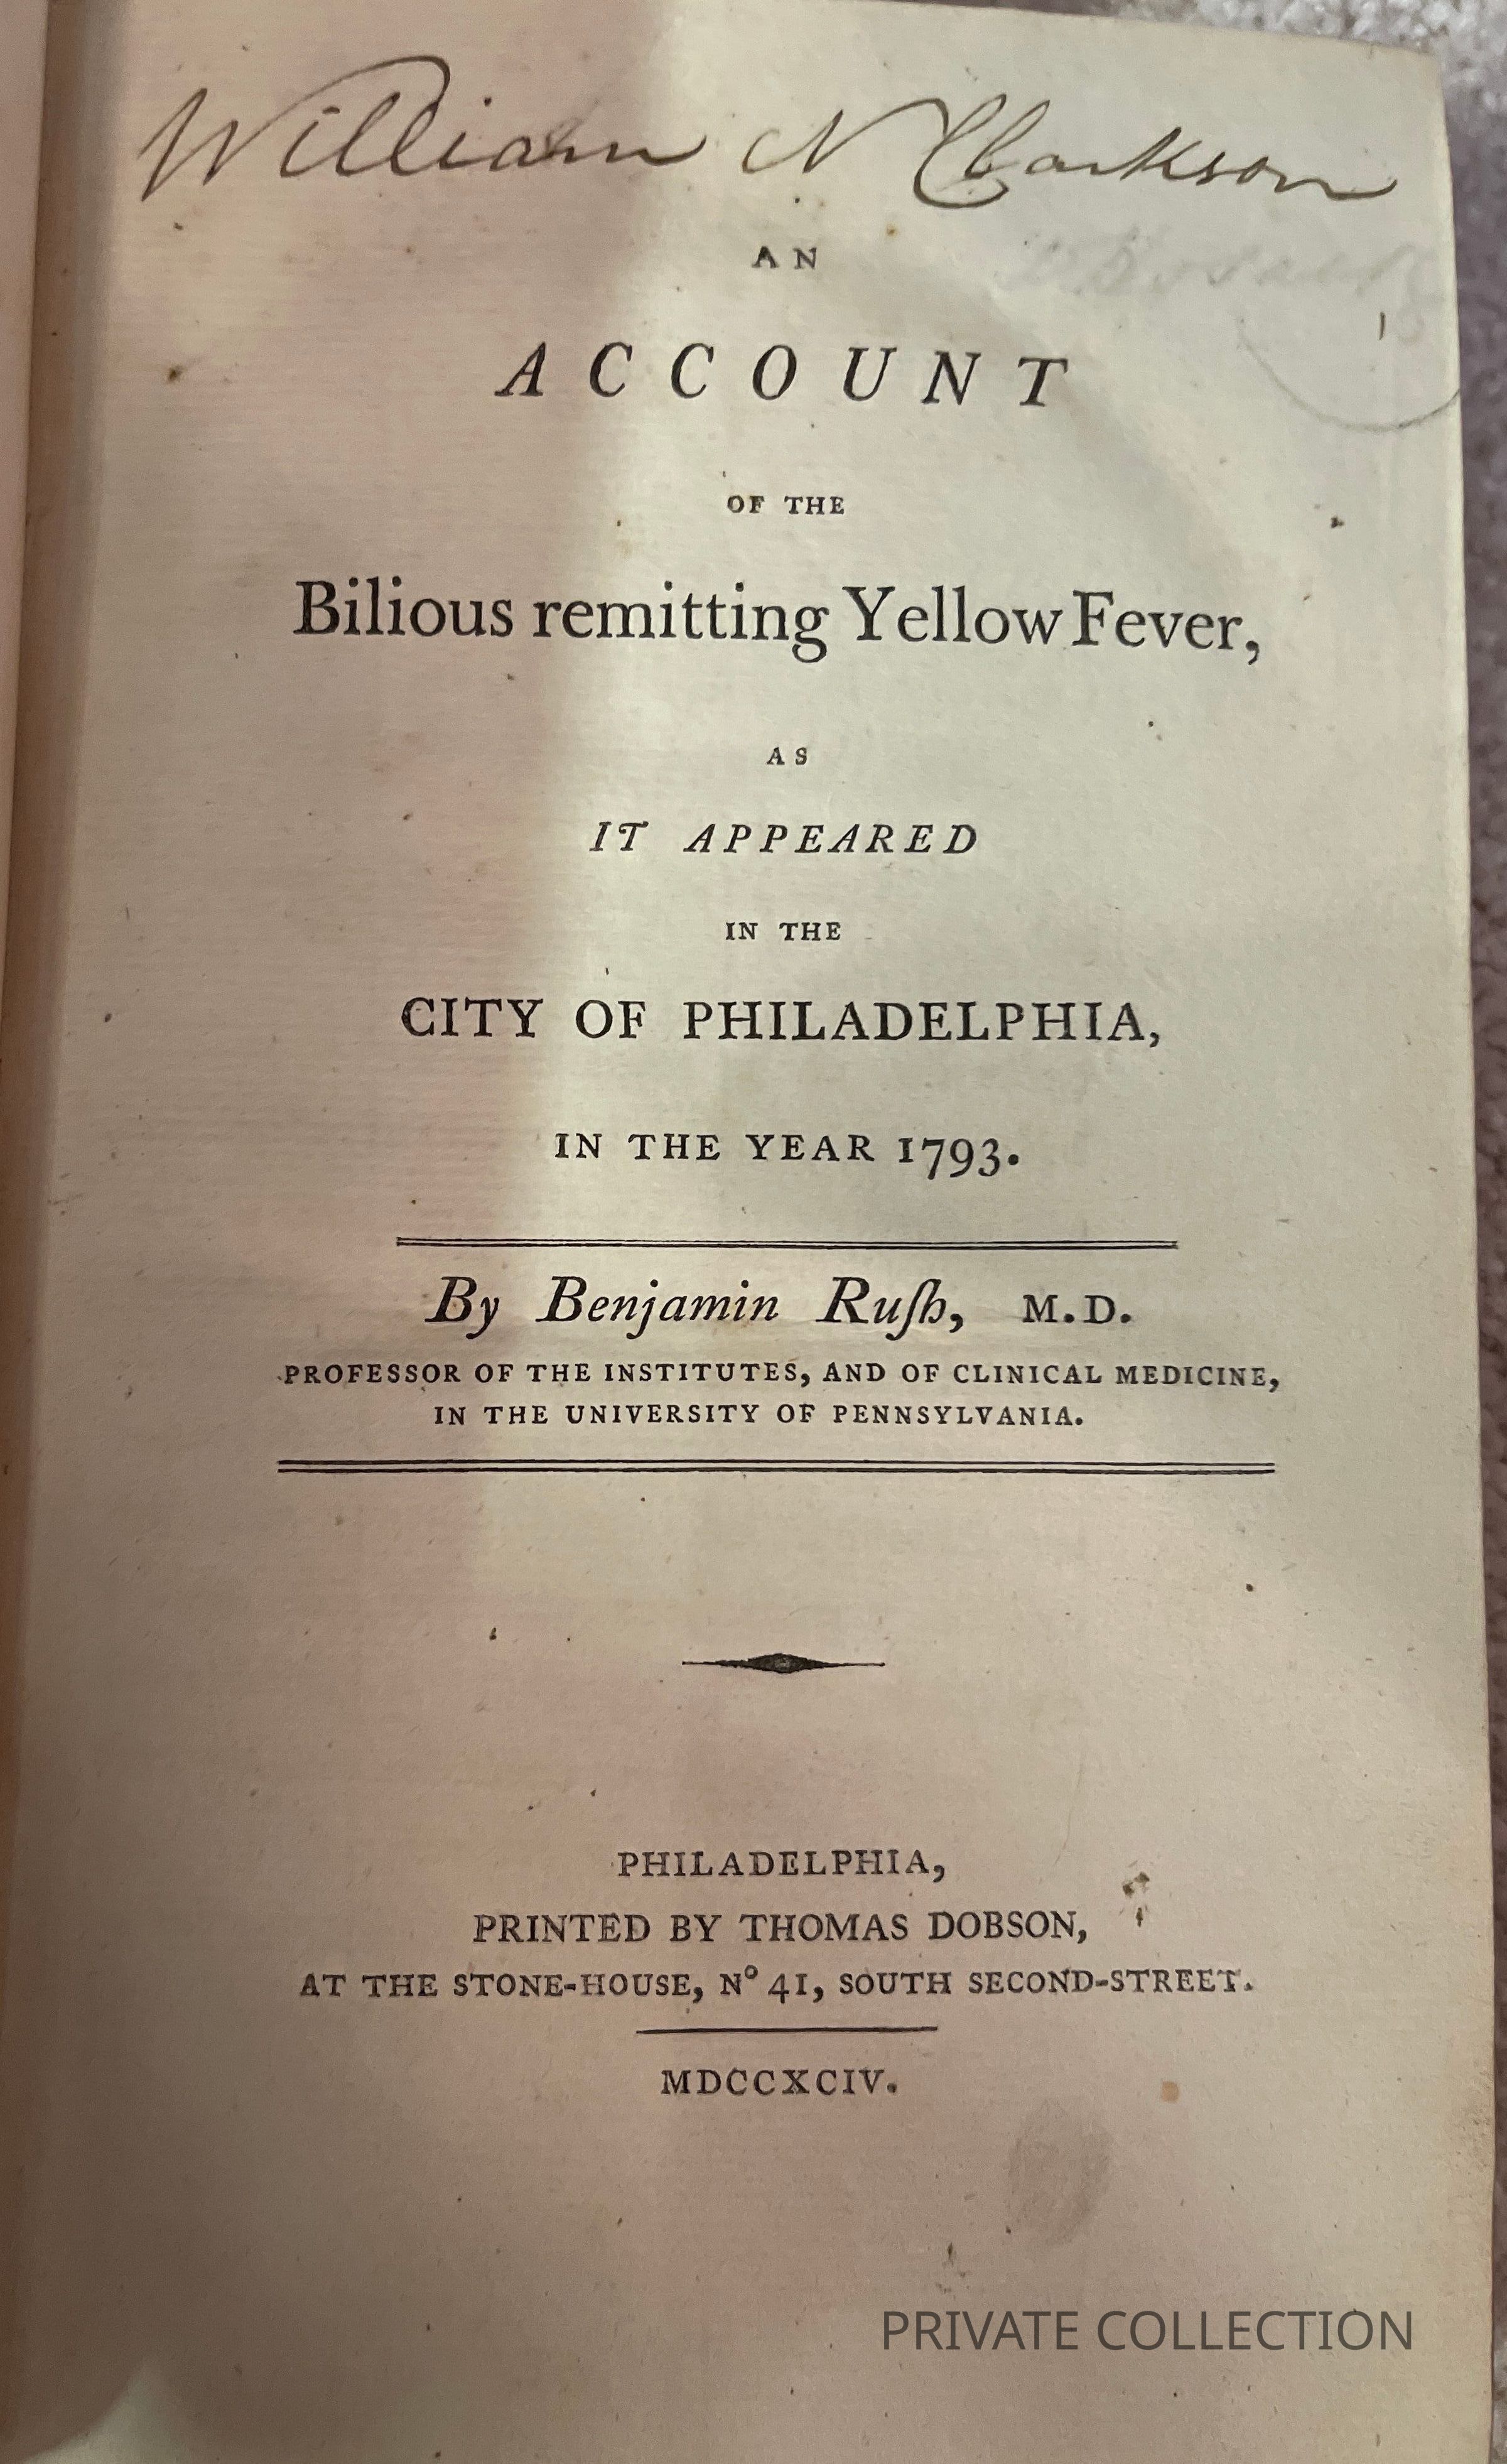 William N Clarkson
AN
ACCOUNT
OF THE
Bilious remitting Yellow Fever,
AS
IT APPEARED
IN THE
CITY OF PHILADELPHIA,
IN THE YEAR 1793.
By Benjamin Ruſh, M.D.
PROFESSOR OF THE INSTITUTES, AND OF CLINICAL MEDICINE,
IN THE UNIVERSITY OF PENNSYLVANIA.
PHILADELPHIA,
PRINTED BY THOMAS DOBSON,
AT THE STONE-HOUSE, Nº 41, SOUTH SECOND-STREET.
MDCCXCIV.
PRIVATE COLLECTION